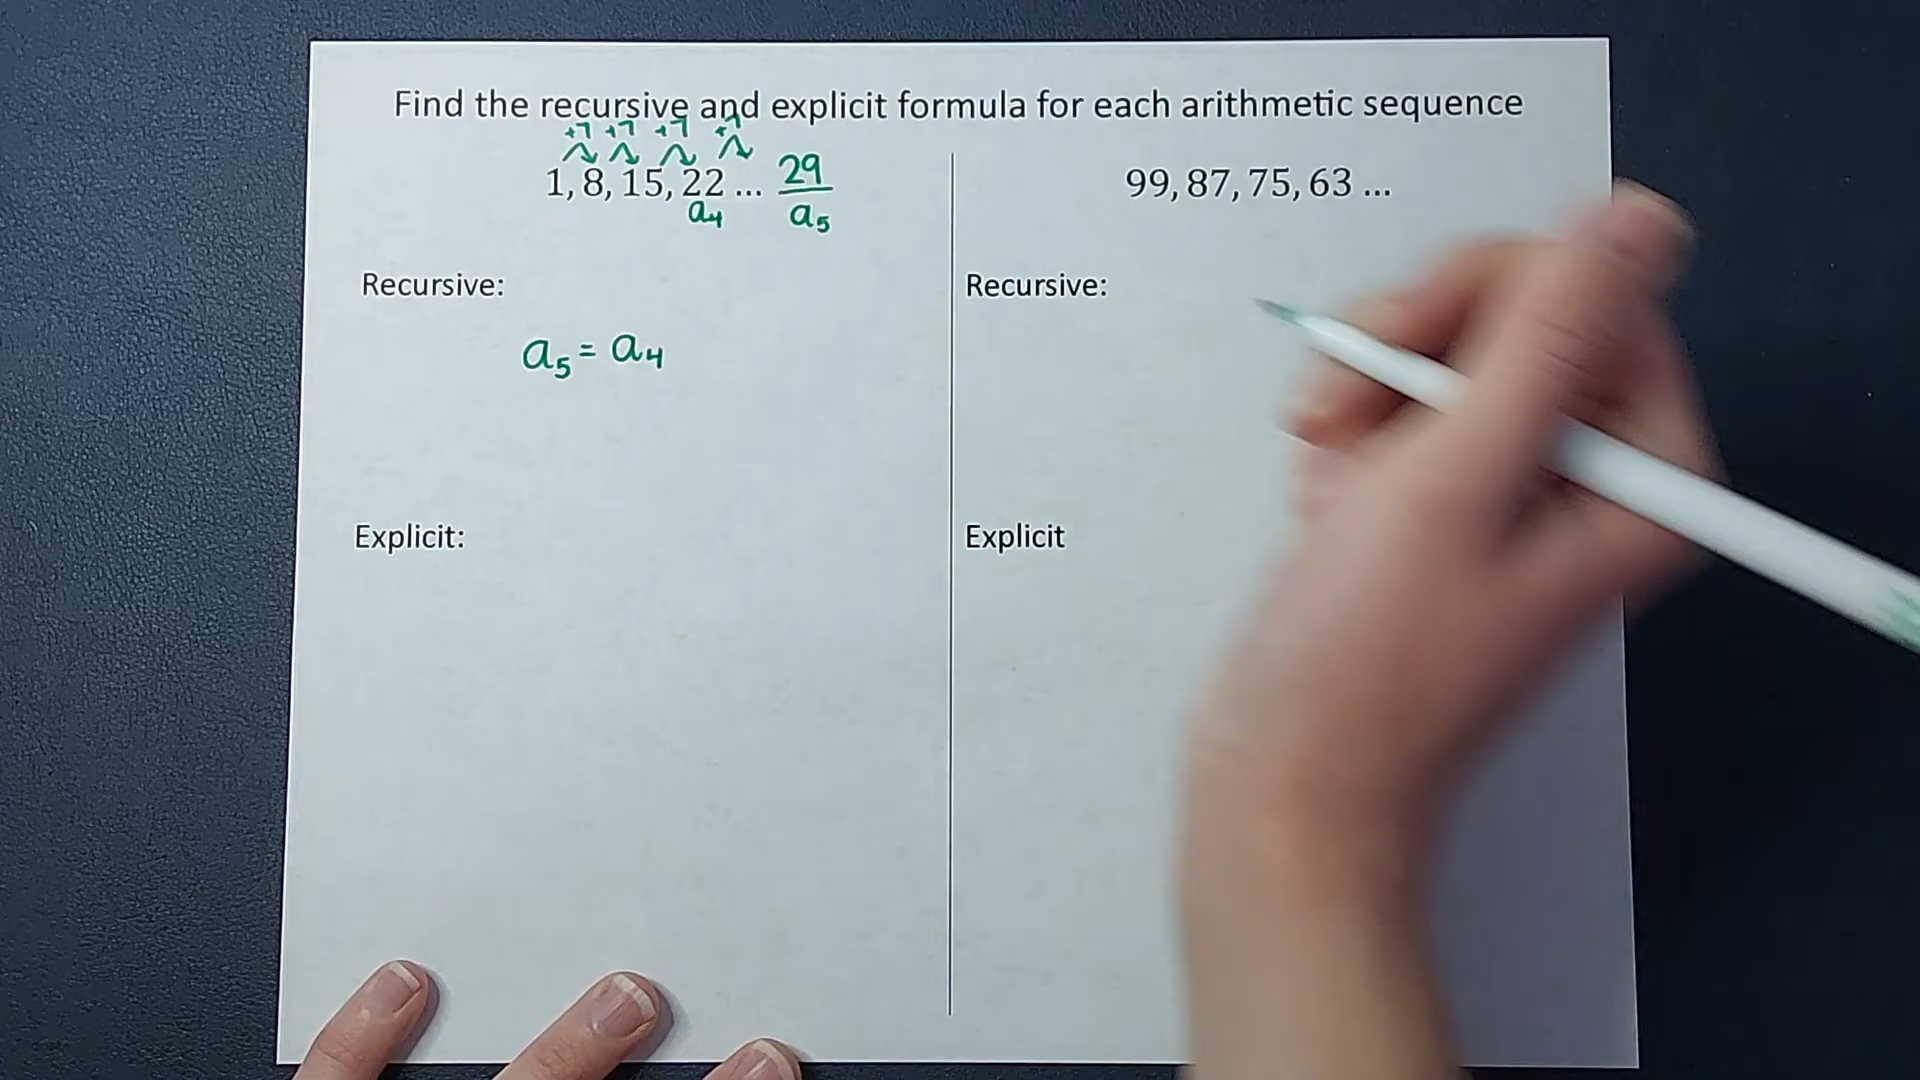 Find the recursive and explicit formula for each arithmetic sequence
+7 +7 +7 +7
1, 8, 15, 22 ... 29
a₄ a₅
99, 87, 75, 63 ...
Recursive:
a₅ = a₄
Explicit:
Recursive:
Explicit